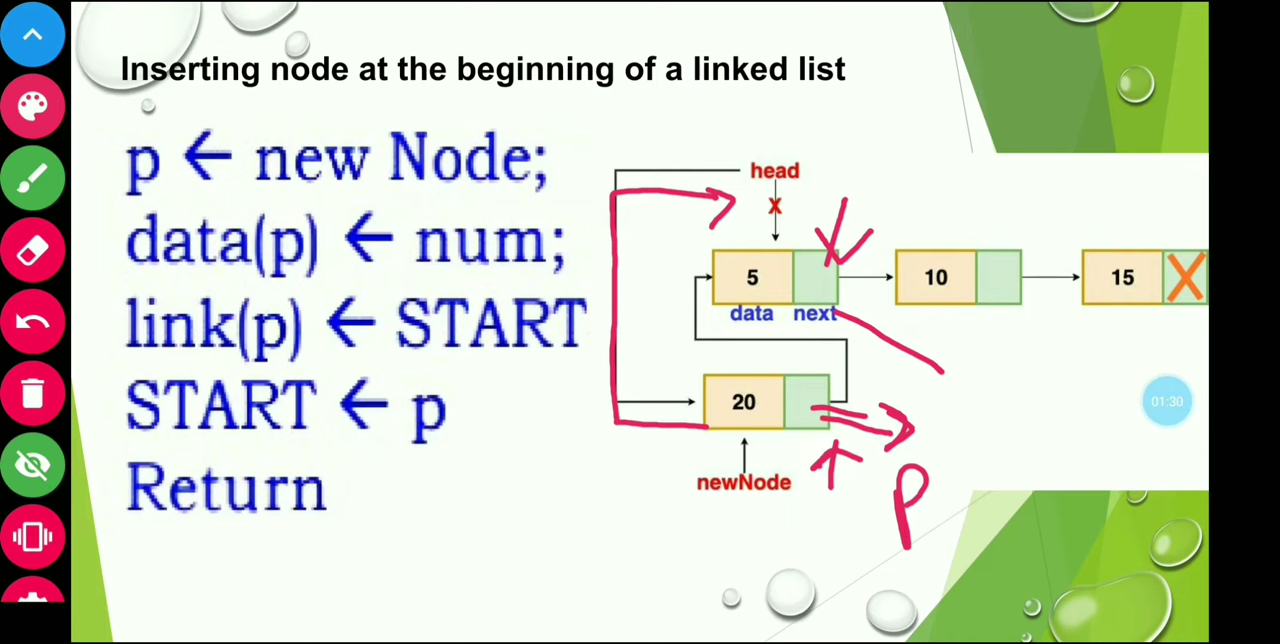 Inserting node at the beginning of a linked list
p ← new Node;
data(p) ← num;
link(p) ← START
START ← p
Return
head
X
5
10
15
X
data next
20
01:30
newNode
P